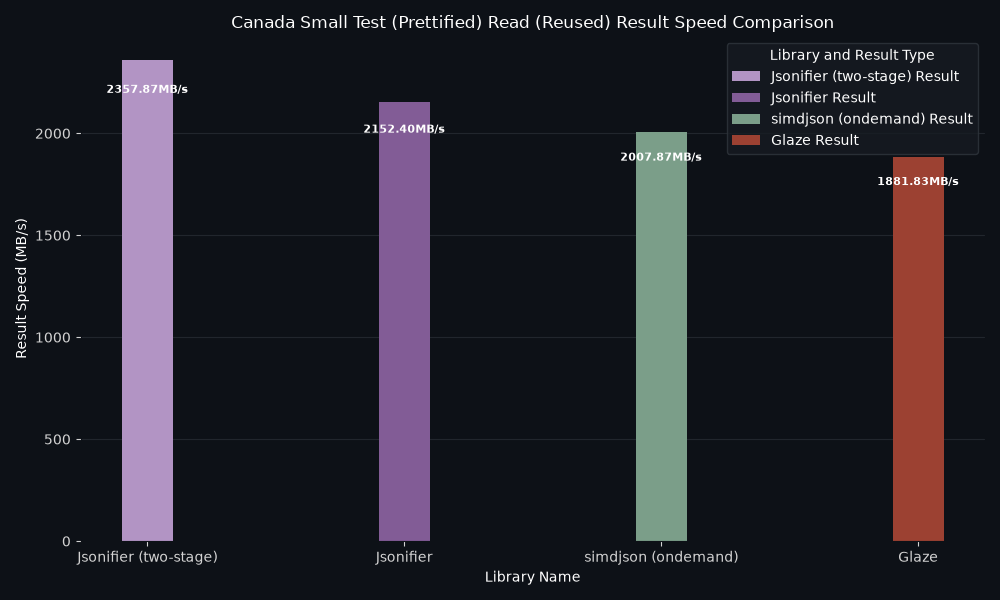 Canada Small Test (Prettified) Read (Reused) Result Speed Comparison
Library and Result Type
Jsonifier (two-stage) Result
Jsonifier Result
simdjson (ondemand) Result
Glaze Result
2357.87MB/s
2152.40MB/s
2007.87MB/s
1881.83MB/s
Result Speed (MB/s)
2000
1500
1000
500
0
Jsonifier (two-stage)
Jsonifier
simdjson (ondemand)
Glaze
Library Name